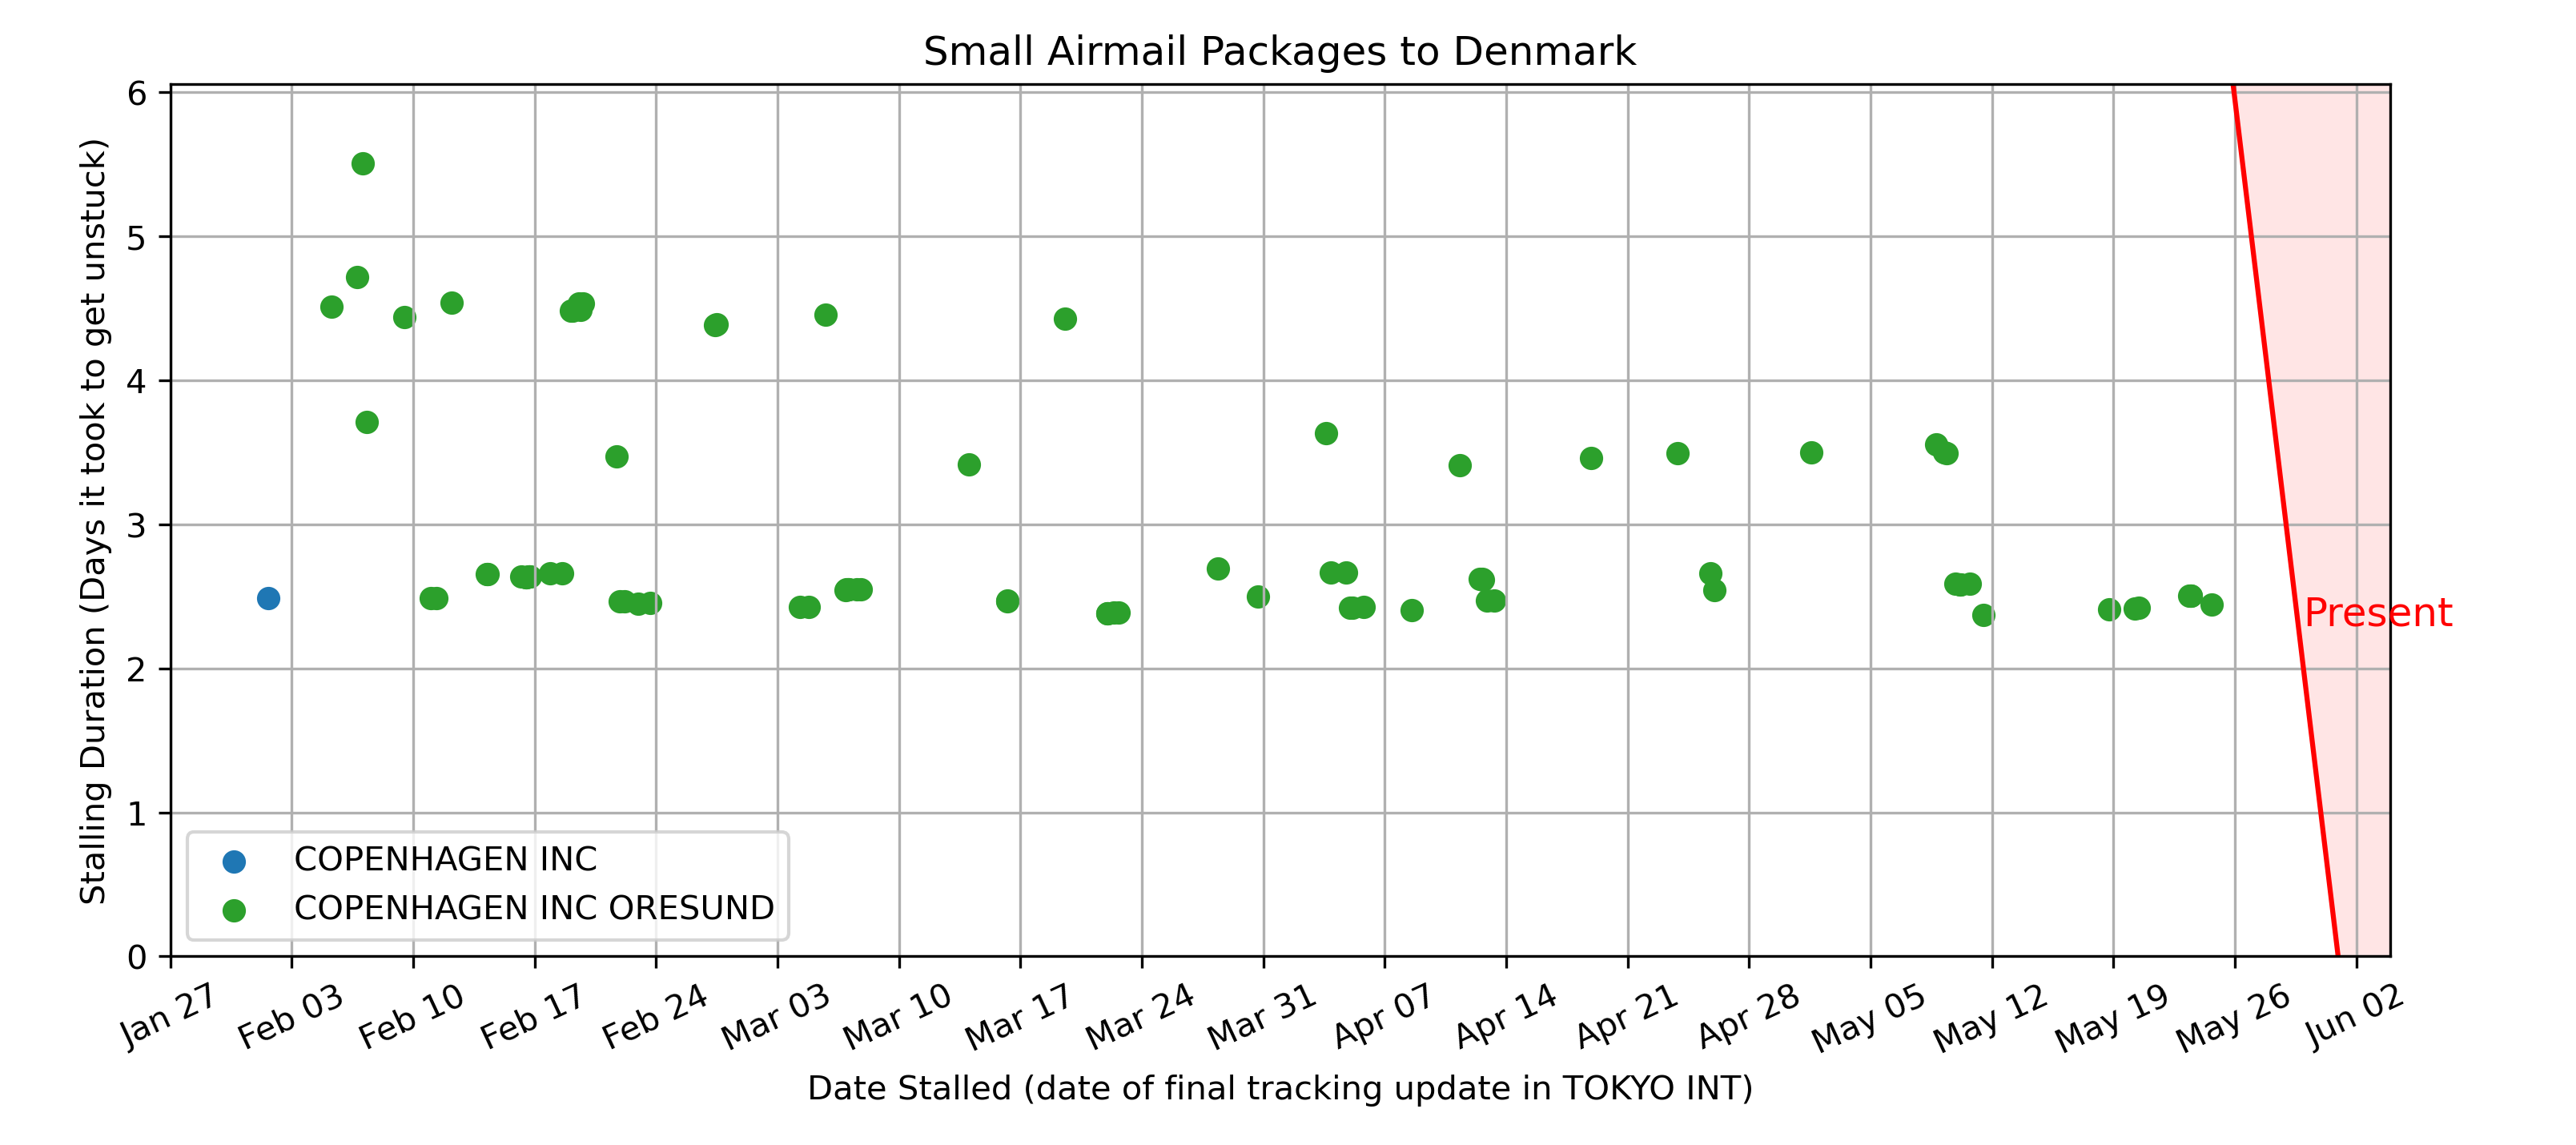 Small Airmail Packages to Denmark
Stalling Duration (Days it took to get unstuck)
6
5
4
3
2
1
0
Present
COPENHAGEN INC
COPENHAGEN INC ORESUND
Jan 27
Feb 03
Feb 10
Feb 17
Feb 24
Mar 03
Mar 10
Mar 17
Mar 24
Mar 31
Apr 07
Apr 14
Apr 21
Apr 28
May 05
May 12
May 19
May 26
Jun 02
Date Stalled (date of final tracking update in TOKYO INT)